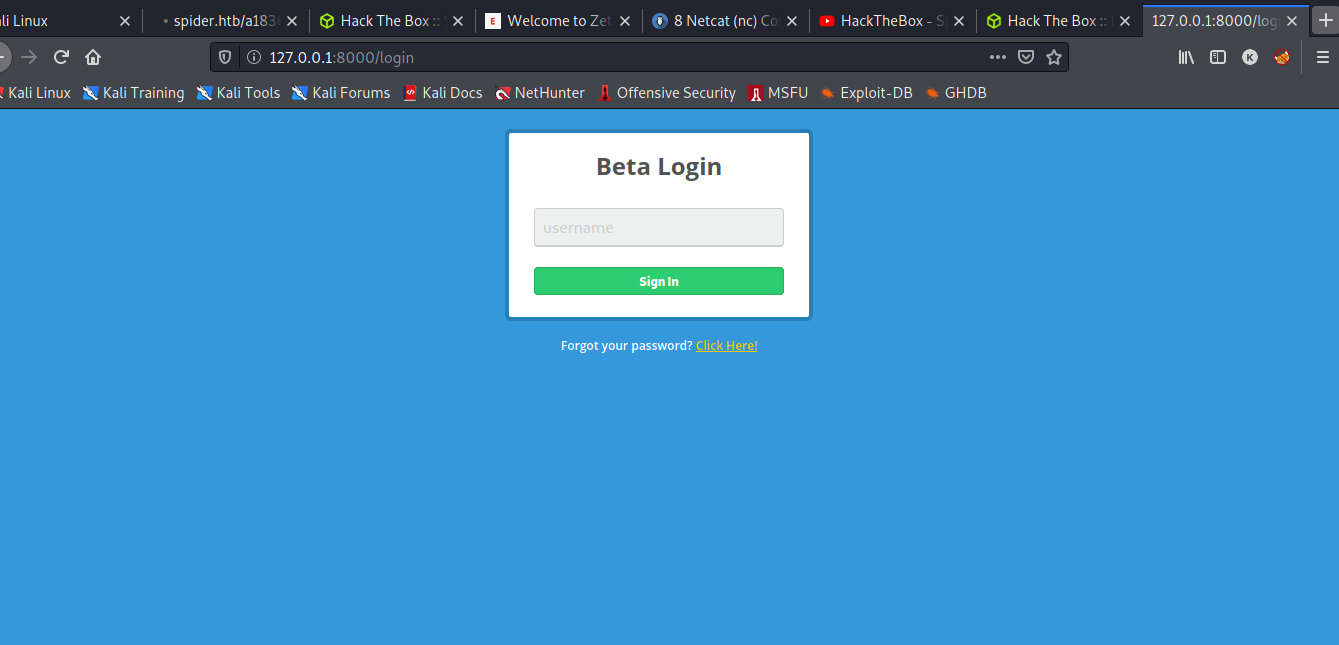 ali Linux spider.htb/a183 Hack The Box :: Welcome to Zet 8 Netcat (nc) Co HackTheBox - Sp Hack The Box :: 127.0.0.1:8000/log
127.0.0.1:8000/login
Kali Linux Kali Training Kali Tools Kali Forums Kali Docs NetHunter Offensive Security MSFU Exploit-DB GHDB
Beta Login
username
Sign In
Forgot your password? Click Here!